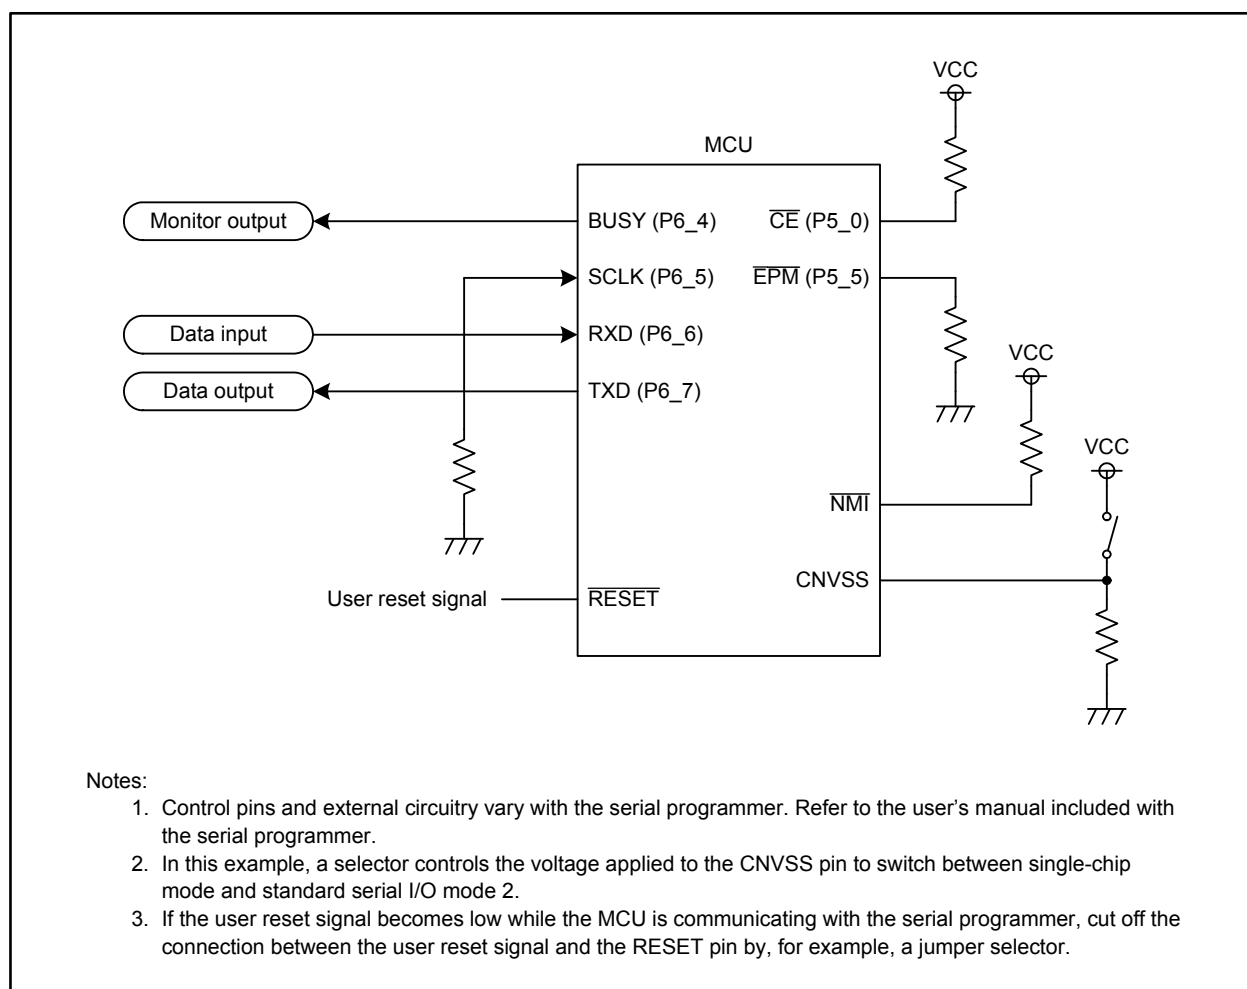 VCC
MCU
Monitor output
BUSY (P6_4)
CE (P5_0)
SCLK (P6_5)
EPM (P5_5)
Data input
RXD (P6_6)
VCC
Data output
TXD (P6_7)
VCC
NMI
CNVSS
User reset signal
RESET
Notes:
1. Control pins and external circuitry vary with the serial programmer. Refer to the user's manual included with
the serial programmer.
2. In this example, a selector controls the voltage applied to the CNVSS pin to switch between single-chip
mode and standard serial I/O mode 2.
3. If the user reset signal becomes low while the MCU is communicating with the serial programmer, cut off the
connection between the user reset signal and the RESET pin by, for example, a jumper selector.